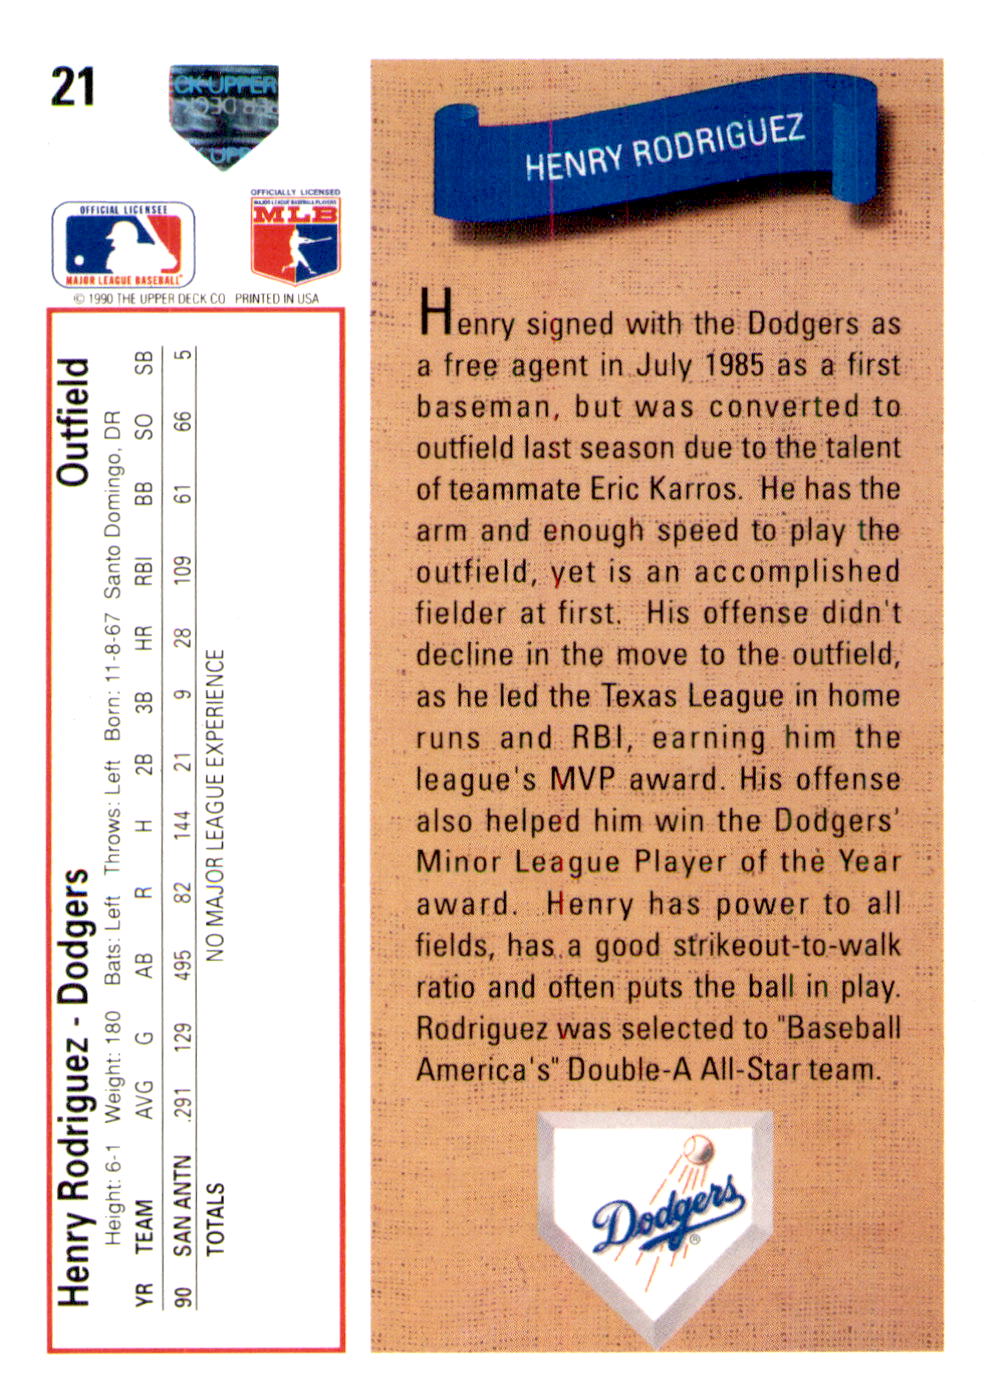 21
CK-UPPER
PER DECK
UPP
OFFICIAL LICENSEE
MAJOR LEAGUE BASEBALL
OFFICIALLY LICENSED
MAJOR LEAGUE BASEBALL PLAYERS
MLB
© 1990 THE UPPER DECK CO PRINTED IN USA
Henry Rodriguez - Dodgers Outfield
Height: 6-1 Weight: 180 Bats: Left Throws: Left Born: 11-8-67 Santo Domingo, DR
YR TEAM AVG G AB R H 2B 3B HR RBI BB SO SB
90 SAN ANTN .291 129 495 82 144 21 9 28 109 61 66 5
TOTALS NO MAJOR LEAGUE EXPERIENCE
HENRY RODRIGUEZ
Henry signed with the Dodgers as
a free agent in July 1985 as a first
baseman, but was converted to
outfield last season due to the talent
of teammate Eric Karros. He has the
arm and enough speed to play the
outfield, yet is an accomplished
fielder at first. His offense didn't
decline in the move to the outfield,
as he led the Texas League in home
runs and RBI, earning him the
league's MVP award. His offense
also helped him win the Dodgers'
Minor League Player of the Year
award. Henry has power to all
fields, has a good strikeout-to-walk
ratio and often puts the ball in play.
Rodriguez was selected to "Baseball
America's" Double-A All-Star team.
Dodgers
®